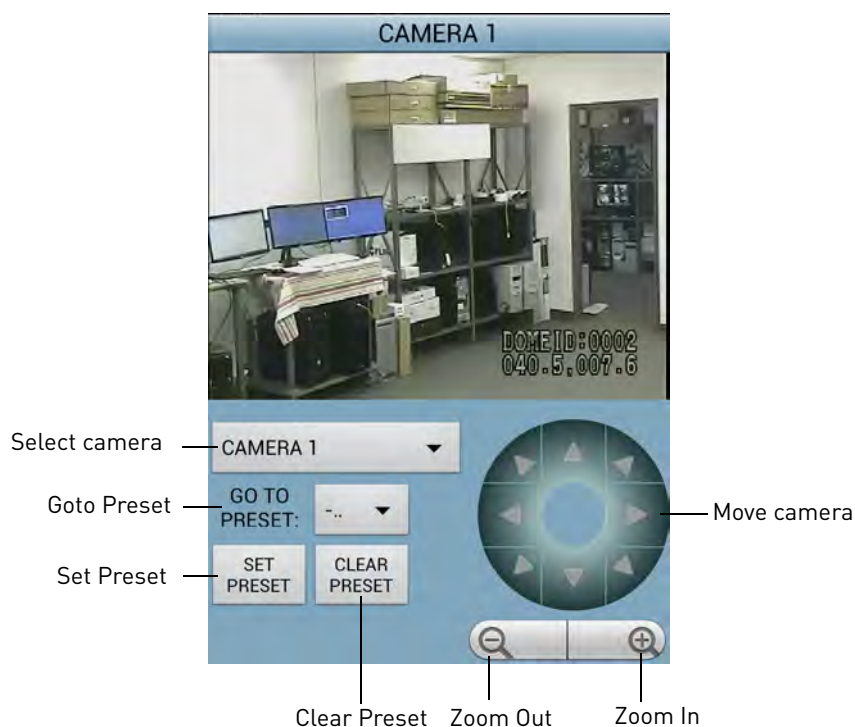 CAMERA 1
DOMEID:0002
040.5,007.6
Select camera
CAMERA 1
Goto Preset
GO TO
PRESET:
-..
Move camera
Set Preset
SET
PRESET
CLEAR
PRESET
Clear Preset
Zoom Out
Zoom In